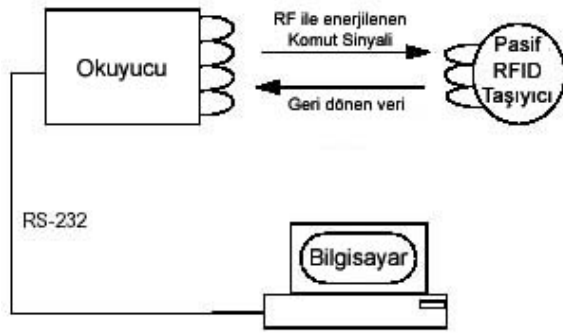 RF ile enerjilenen
Komut Sinyali
Okuyucu
Pasif
RFID
Taşıyıcı
Geri dönen veri
RS-232
Bilgisayar